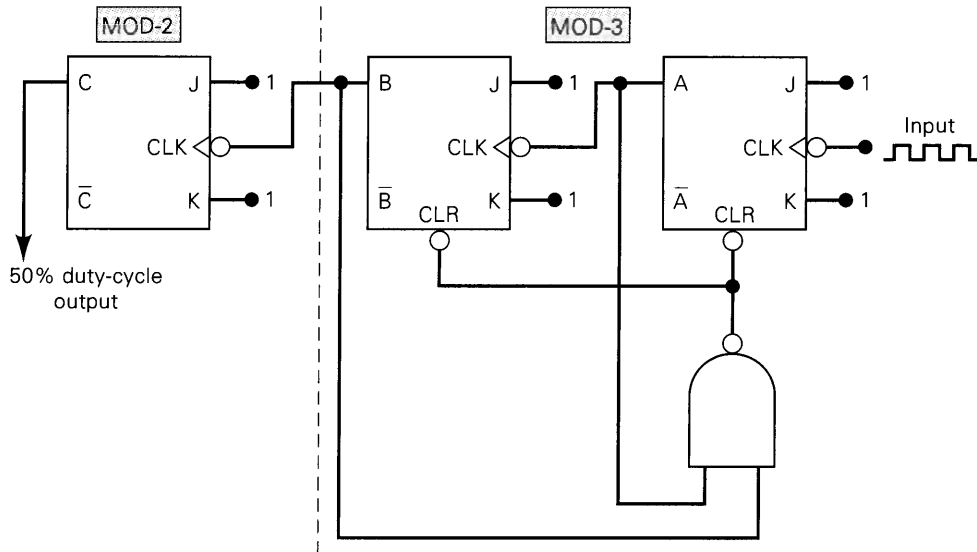 MOD-2
MOD-3
C
J
1
CLK
C̅
K
1
B
J
1
CLK
B̅
K
1
CLR
A
J
1
CLK
A̅
K
1
CLR
Input
50% duty-cycle
output